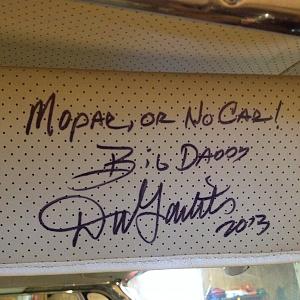 Mopar, or No Car!
Big Daddy
Don Garlits
2013